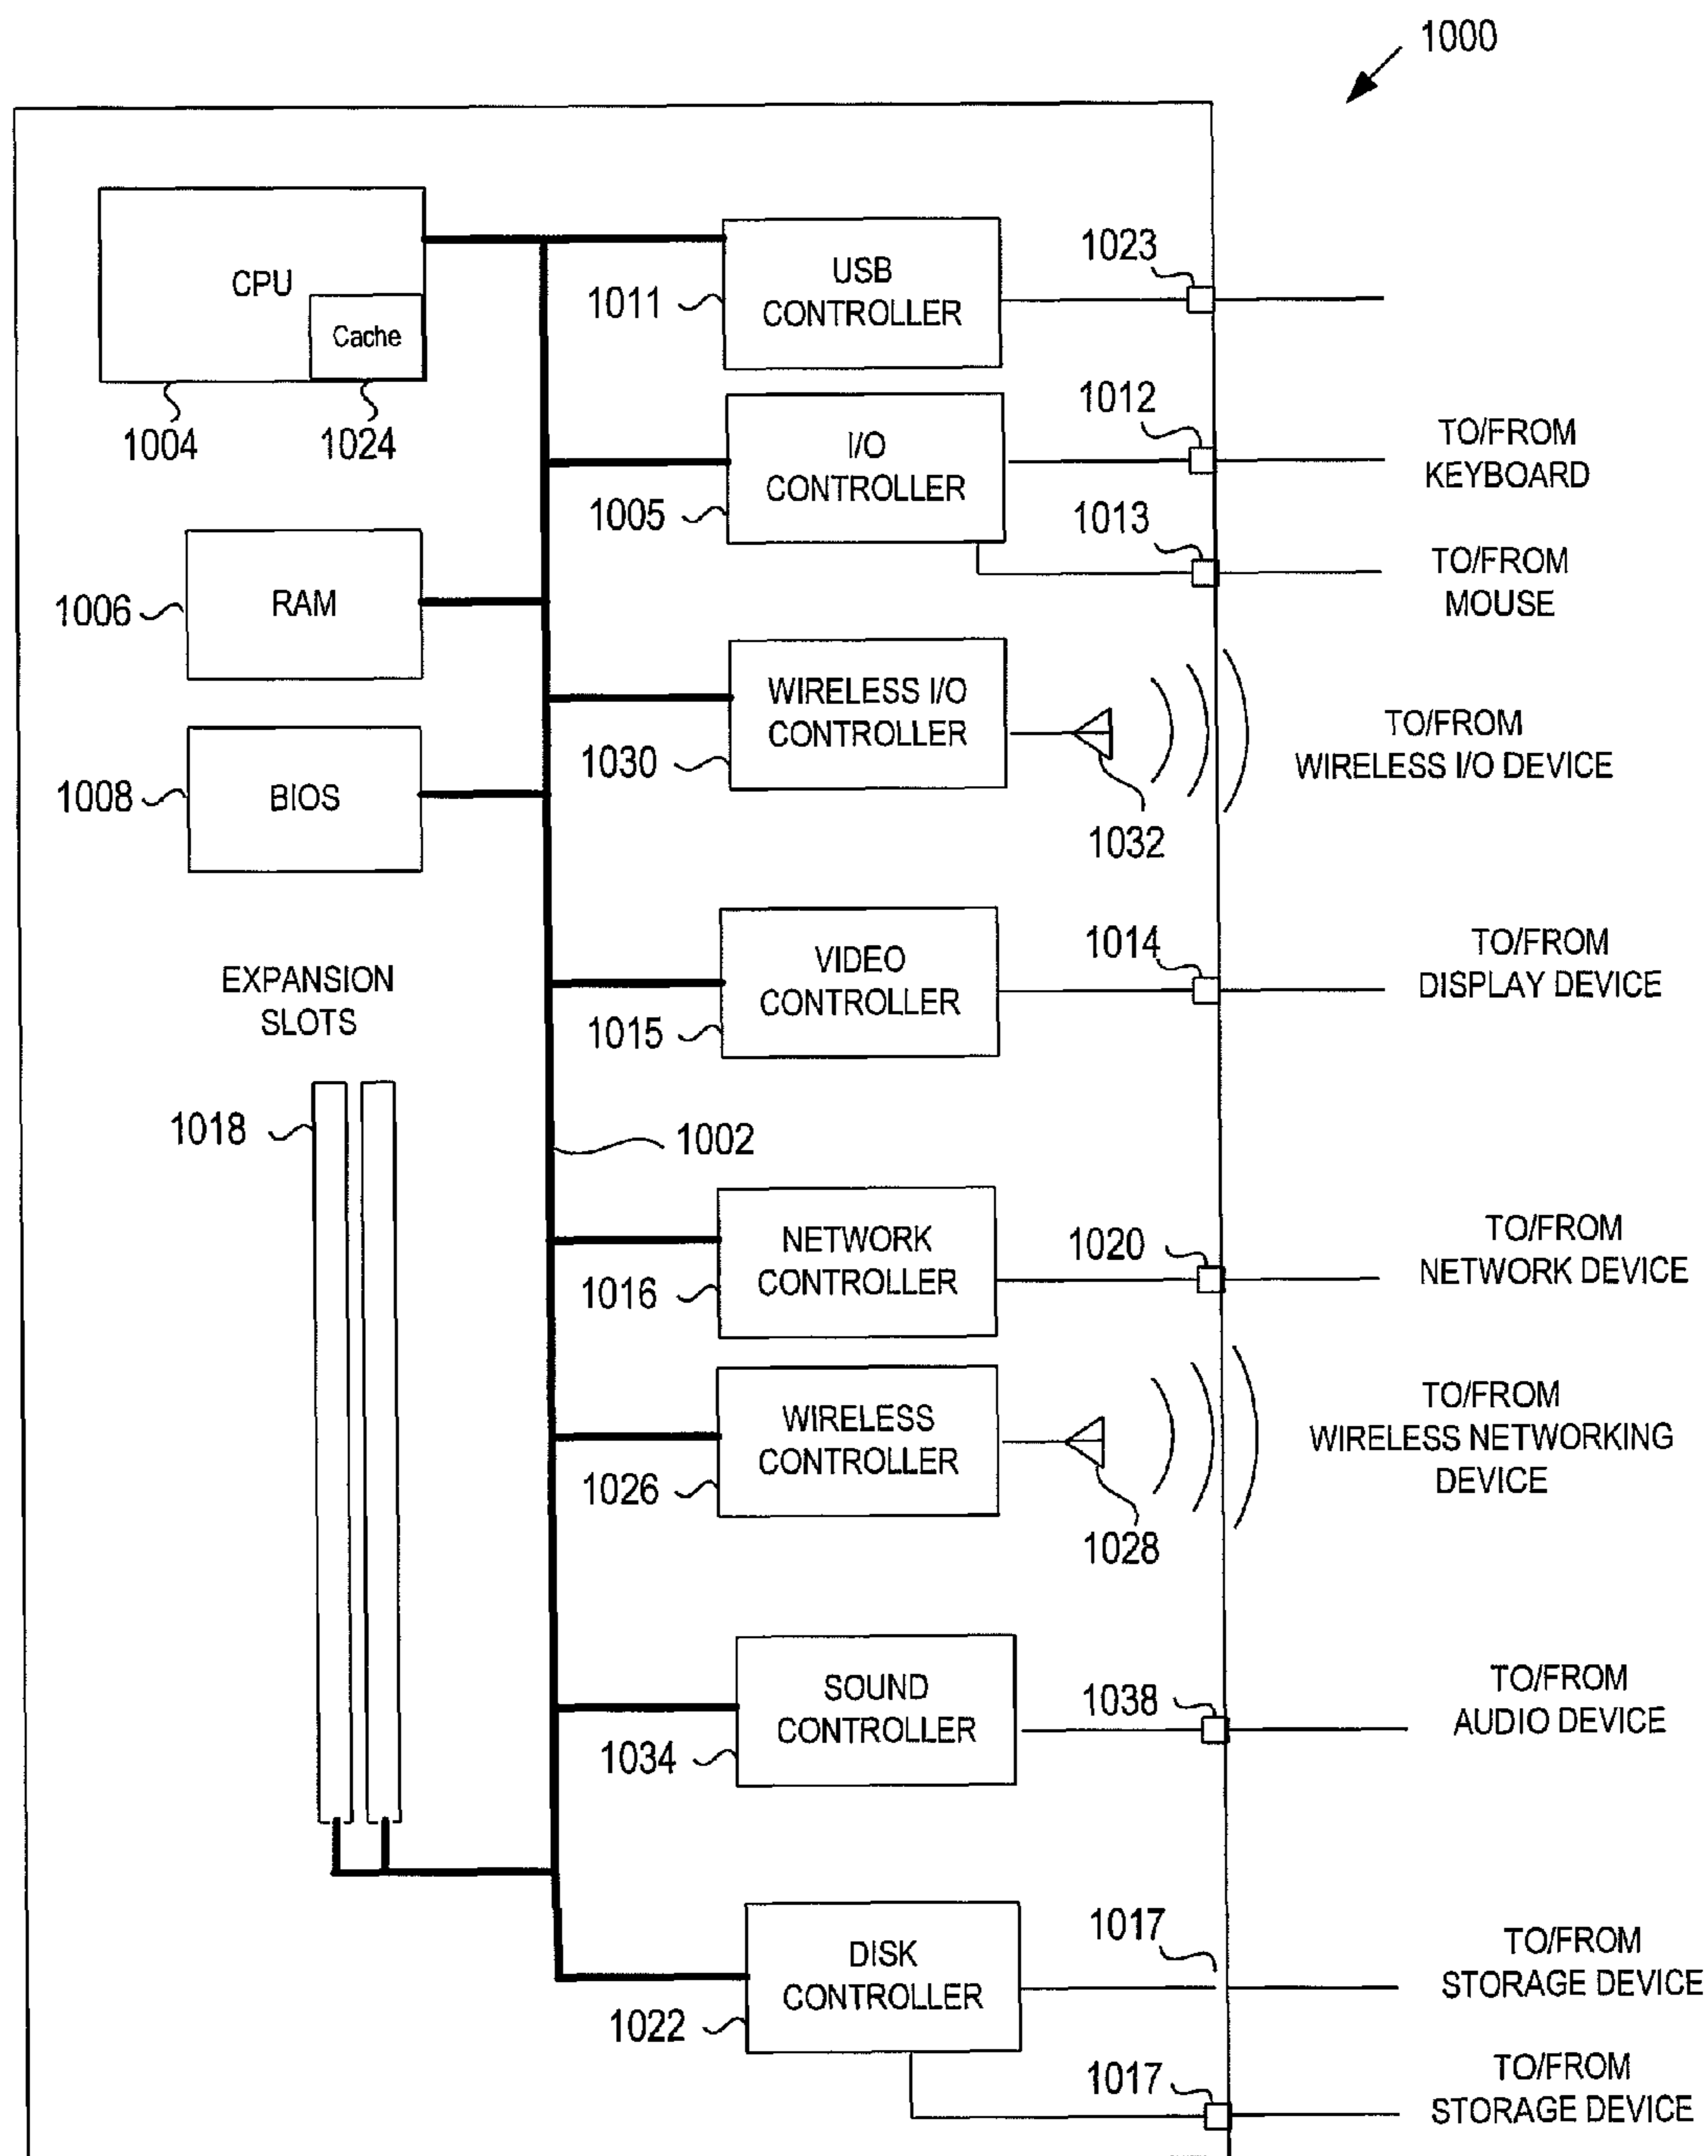 1000
CPU
Cache
1004
1024
USB
CONTROLLER
1011
1023
I/O
CONTROLLER
1005
1012
TO/FROM
KEYBOARD
1013
TO/FROM
MOUSE
1006
RAM
WIRELESS I/O
CONTROLLER
1030
1032
TO/FROM
WIRELESS I/O DEVICE
1008
BIOS
VIDEO
CONTROLLER
1015
1014
TO/FROM
DISPLAY DEVICE
EXPANSION
SLOTS
1018
1002
NETWORK
CONTROLLER
1016
1020
TO/FROM
NETWORK DEVICE
WIRELESS
CONTROLLER
1026
1028
TO/FROM
WIRELESS NETWORKING
DEVICE
SOUND
CONTROLLER
1034
1038
TO/FROM
AUDIO DEVICE
DISK
CONTROLLER
1022
1017
TO/FROM
STORAGE DEVICE
1017
TO/FROM
STORAGE DEVICE